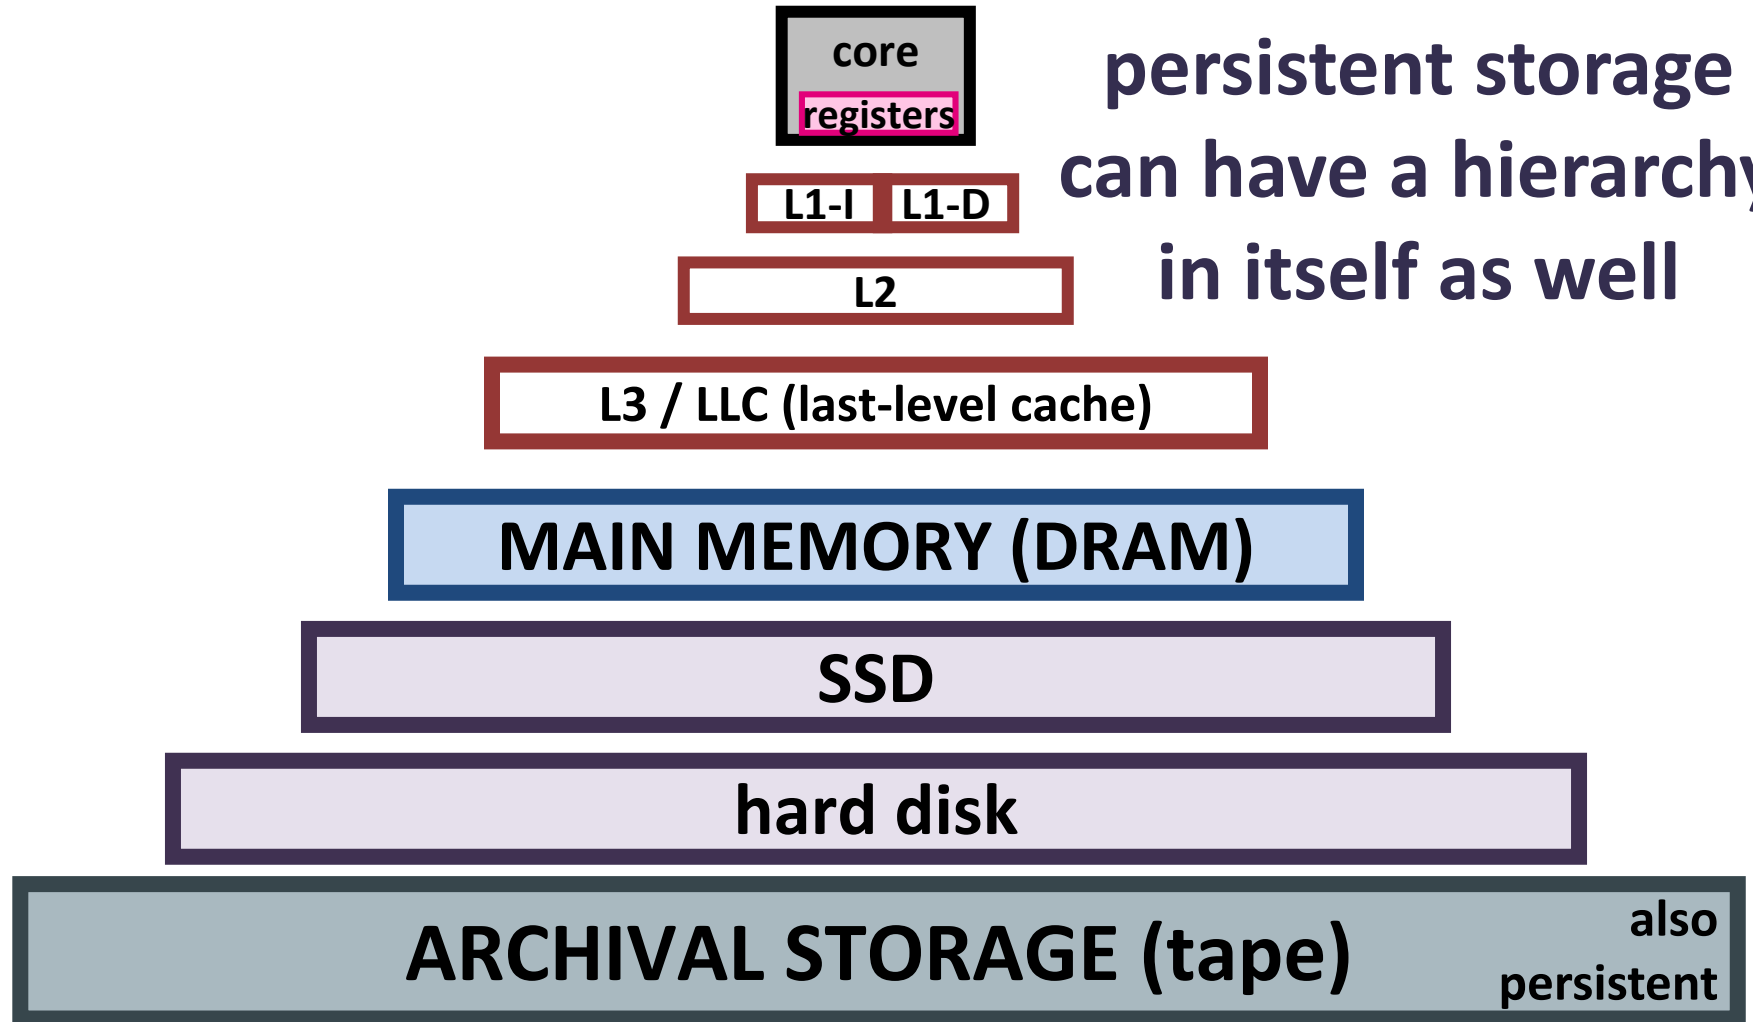 core
registers
persistent storage
can have a hierarchy
in itself as well
L1-I L1-D
L2
L3 / LLC (last-level cache)
MAIN MEMORY (DRAM)
SSD
hard disk
ARCHIVAL STORAGE (tape)
also
persistent